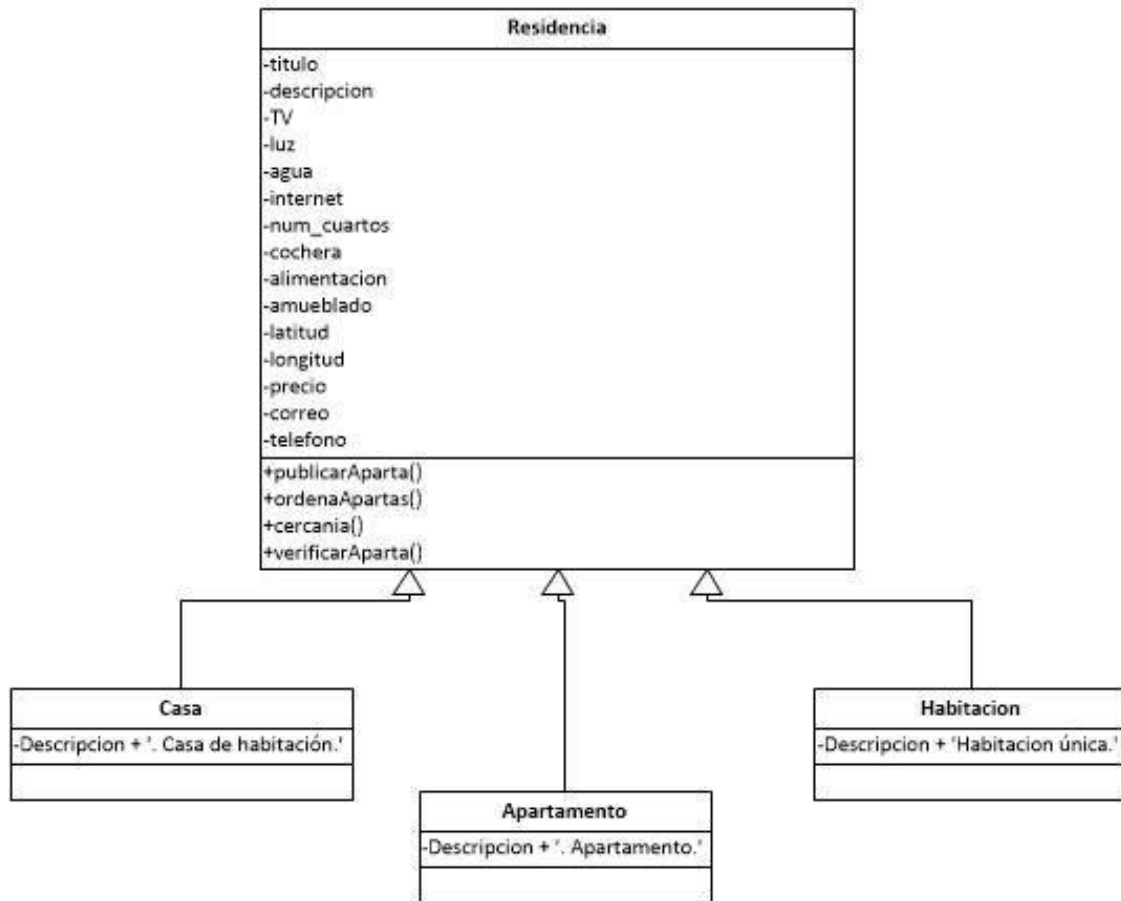 Residencia
-titulo
-descripcion
-TV
-luz
-agua
-internet
-num_cuartos
-cochera
-alimentacion
-amueblado
-latitud
-longitud
-precio
-correo
-telefono
+publicarAparta()
+ordenaApartas()
+cercania()
+verificarAparta()
Casa
-Descripcion + '. Casa de habitación.'
Apartamento
-Descripcion + '. Apartamento.'
Habitacion
-Descripcion + 'Habitacion única.'